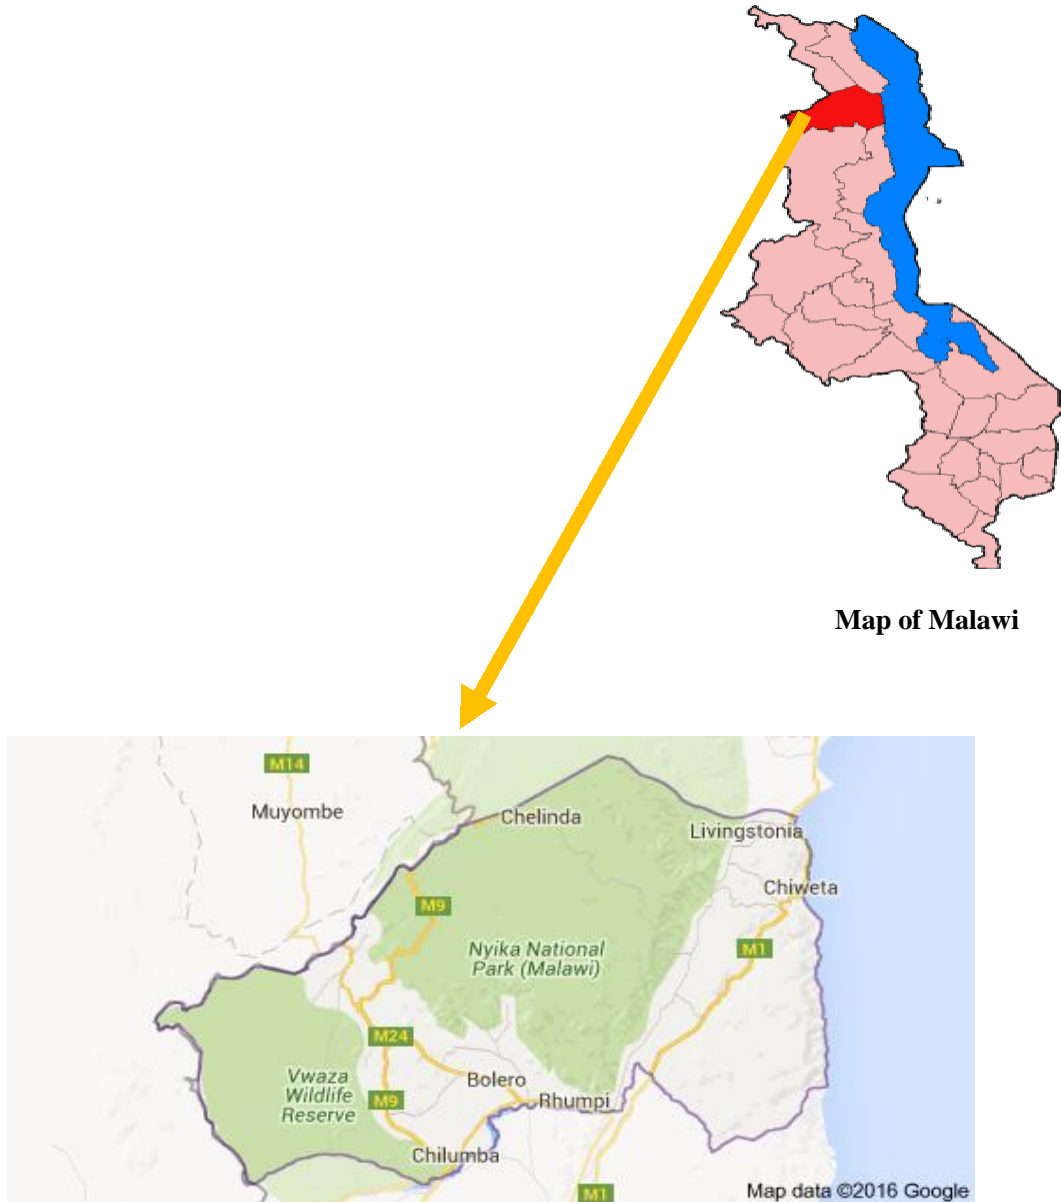 Map of Malawi
M14
Muyombe
Chelinda
Livingstonia
Chiweta
M9
Nyika National
Park (Malawi)
M1
M24
Vwaza
Wildlife
Reserve
Bolero
M9
Rhumpi
Chilumba
M1
Map data ©2016 Google